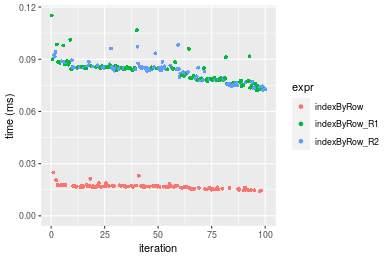 0.12
0.09
0.06
0.03
0.00
time (ms)
0
25
50
75
100
iteration
expr
indexByRow
indexByRow_R1
indexByRow_R2